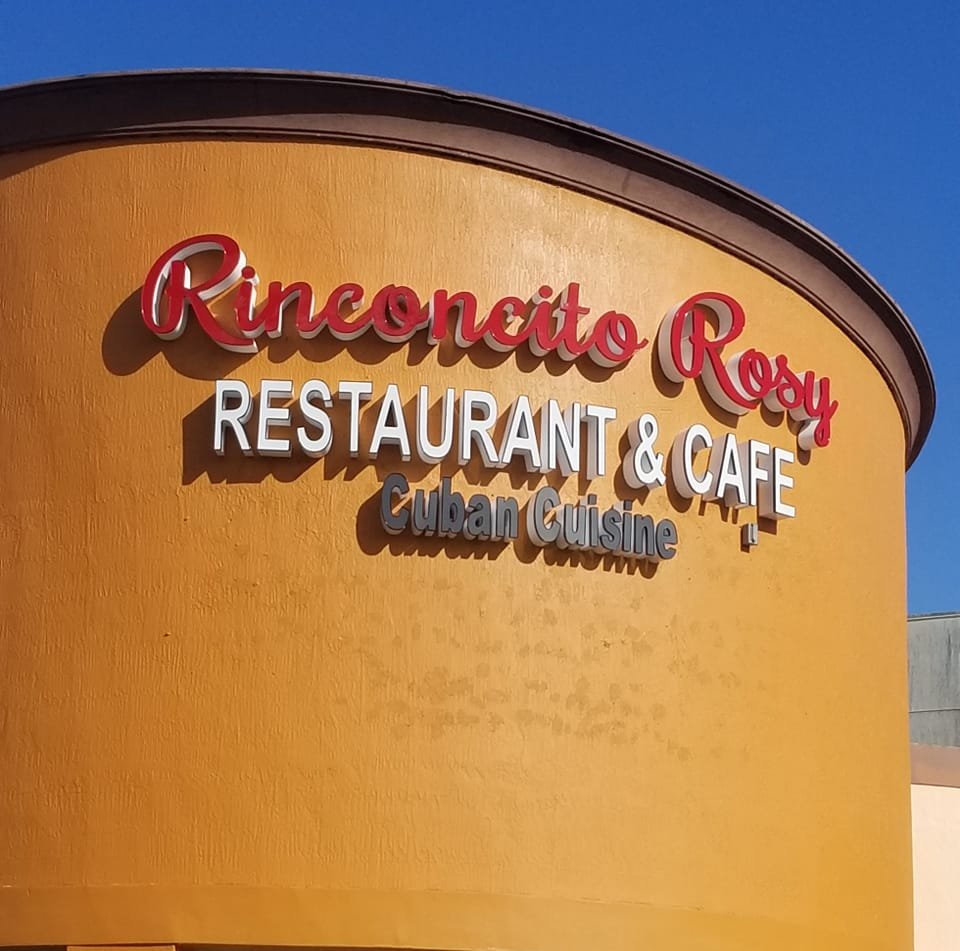 Rinconcito Rosy
RESTAURANT & CAFE
Cuban Cuisine